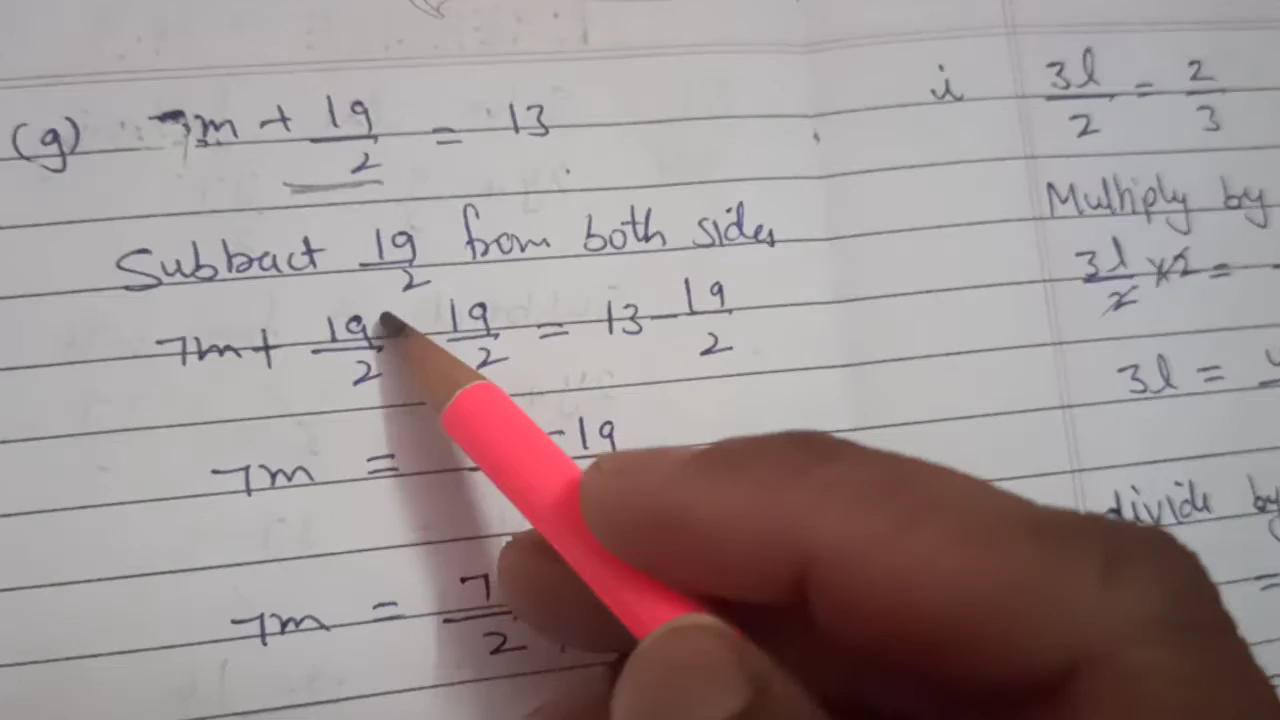 (g) 7m + 19/2 = 13
Subtract 19/2 from both sides
7m + 19/2 19/2 = 13 - 19/2
7m = -19
7m = 7/2
i 3l/2 = 2/3
Multiply by
3l/2 × 2 =
3l =
divide by
=